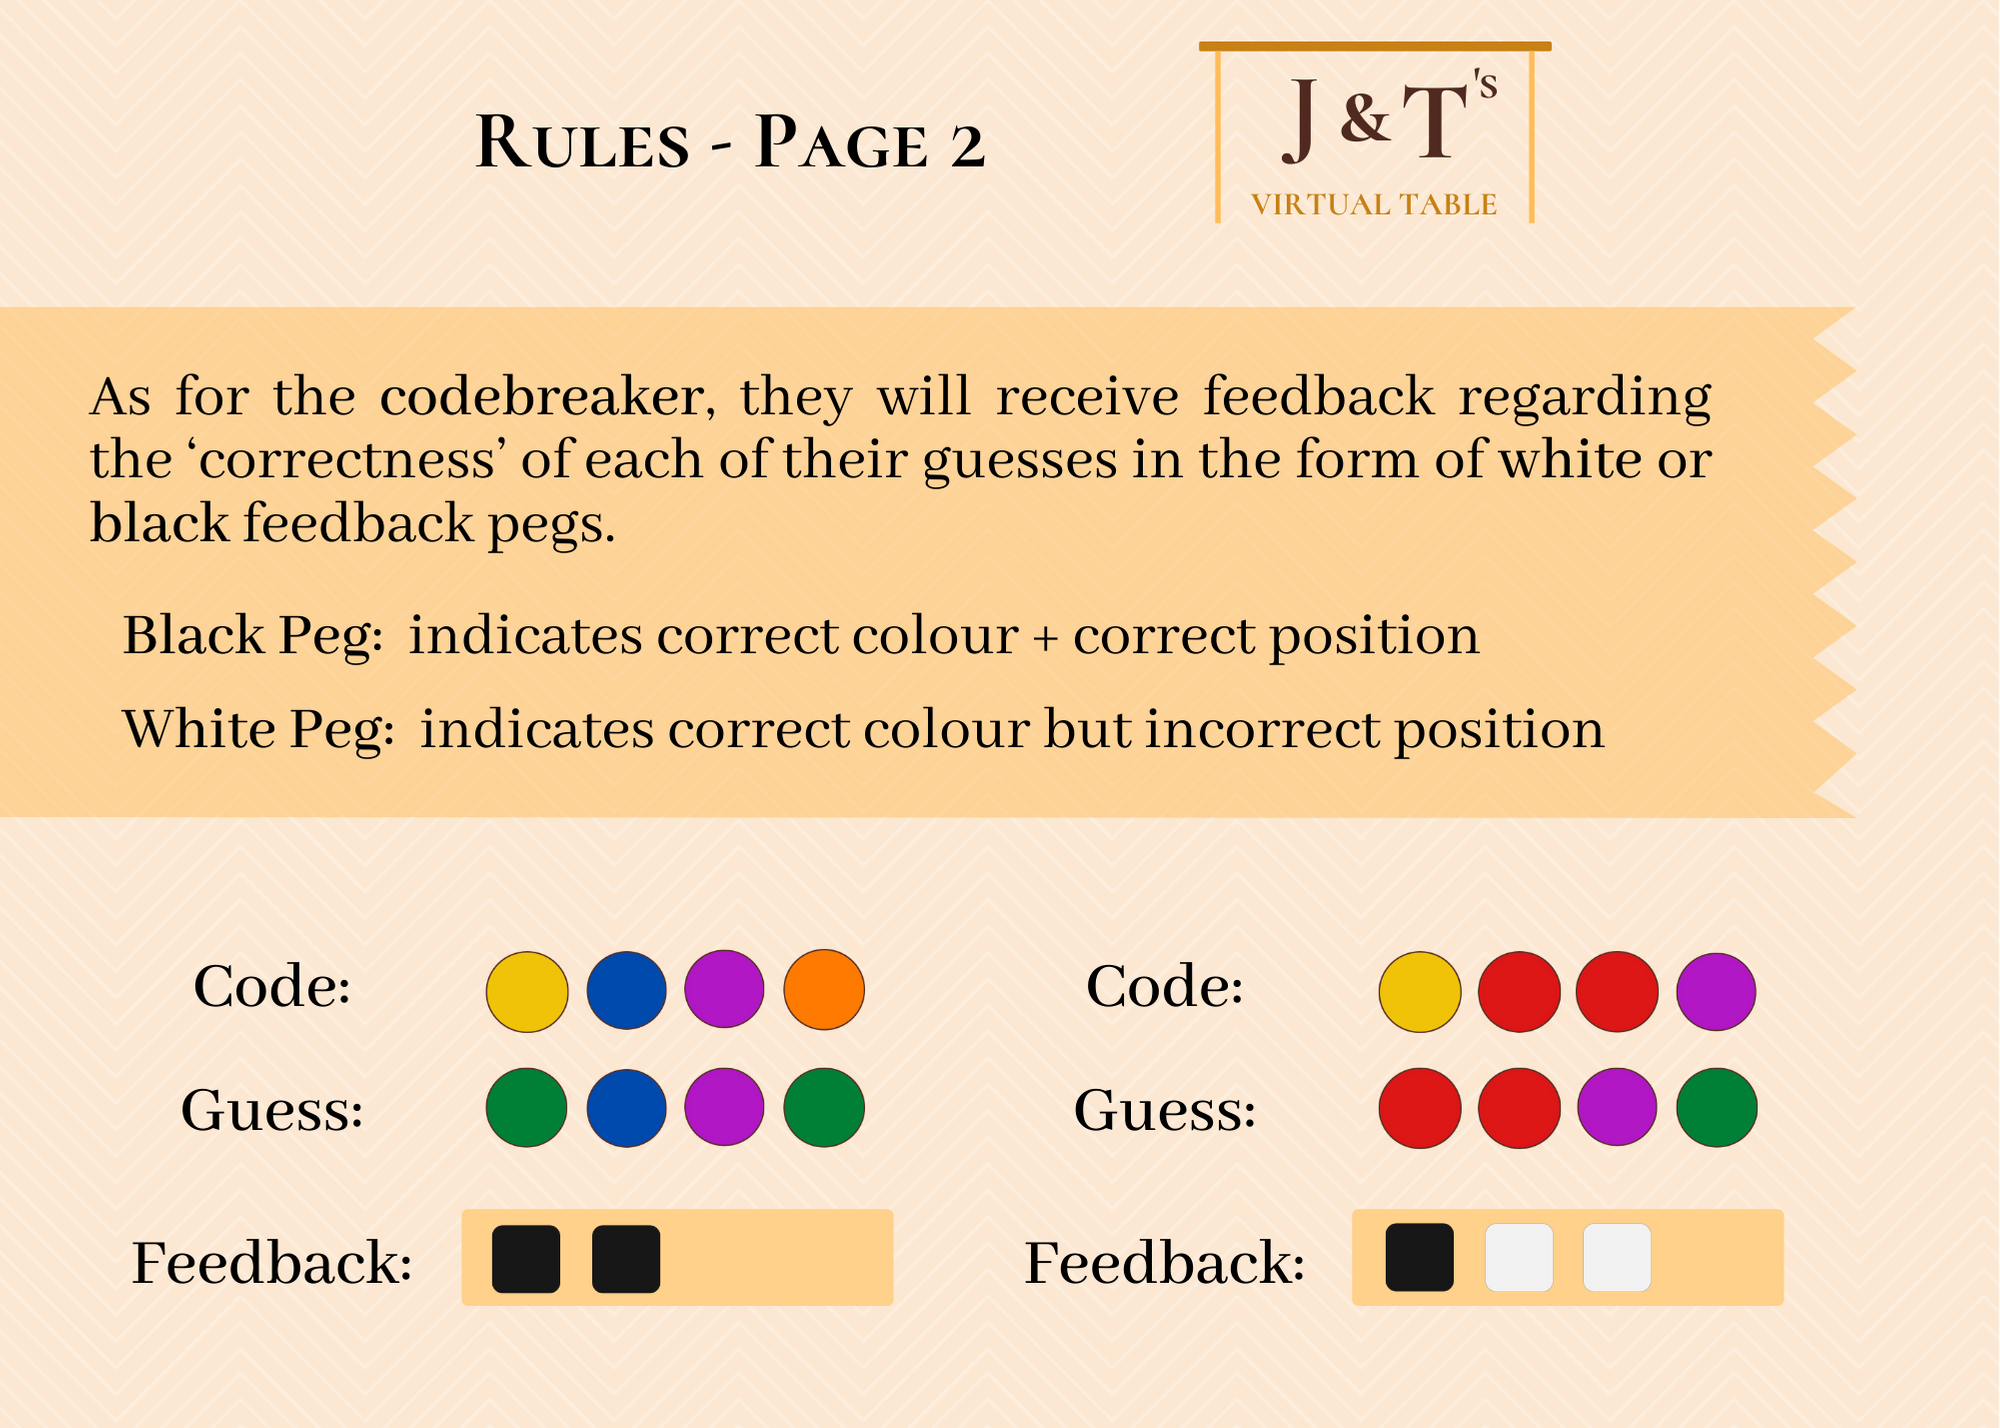 Rules - Page 2
J & T's
VIRTUAL TABLE
As for the codebreaker, they will receive feedback regarding
the ‘correctness’ of each of their guesses in the form of white or
black feedback pegs.
Black Peg: indicates correct colour + correct position
White Peg: indicates correct colour but incorrect position
Code:
Guess:
Feedback:
Code:
Guess:
Feedback: